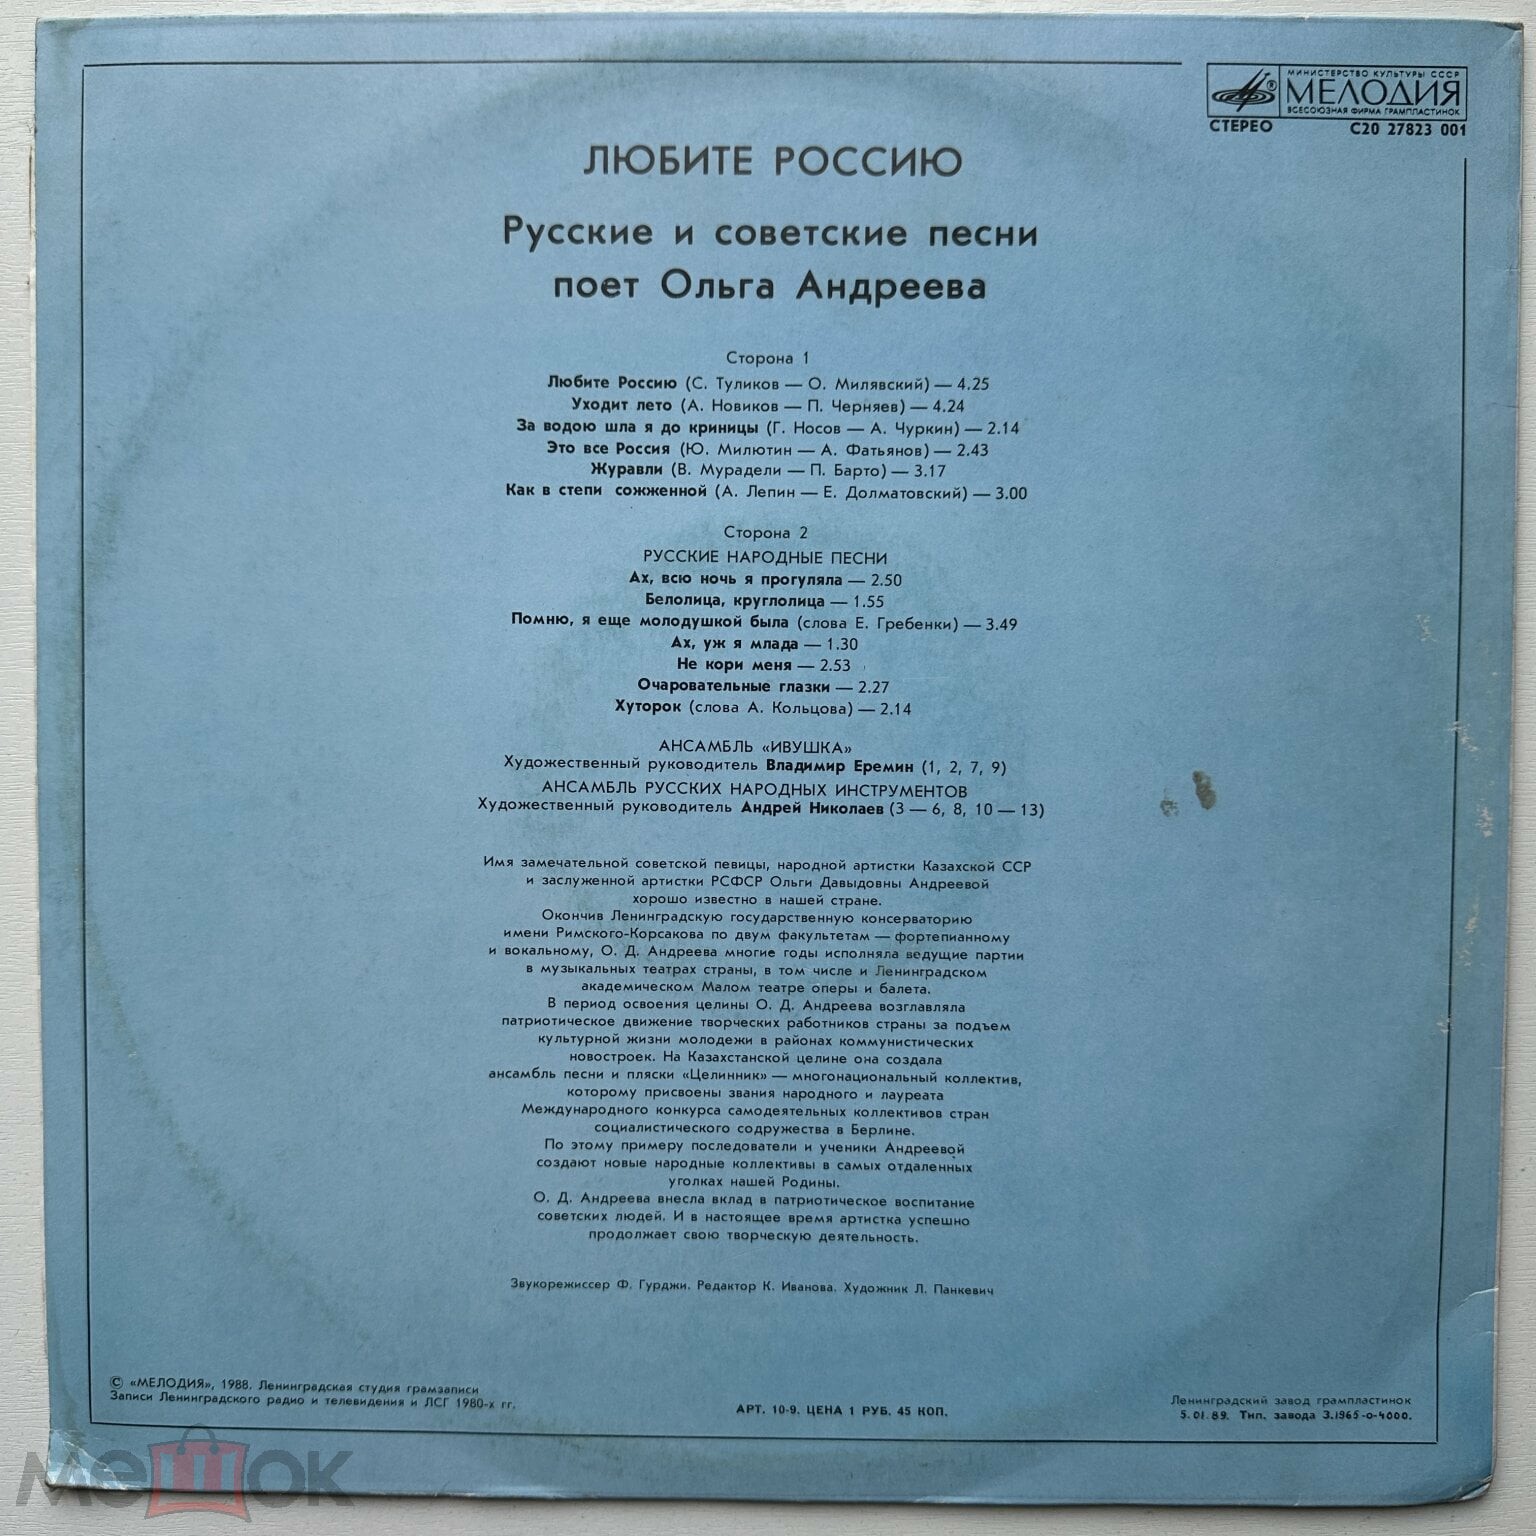 МИНИСТЕРСТВО КУЛЬТУРЫ СССР
МЕЛОДИЯ
ВСЕСОЮЗНАЯ ФИРМА ГРАМПЛАСТИНОК
СТЕРЕО С20 27823 001
ЛЮБИТЕ РОССИЮ
Русские и советские песни
поет Ольга Андреева
Сторона 1
Любите Россию (С. Туликов — О. Милявский) — 4.25
Уходит лето (А. Новиков — П. Черняев) — 4.24
За водою шла я до криницы (Г. Носов — А. Чуркин) — 2.14
Это все Россия (Ю. Милютин — А. Фатьянов) — 2.43
Журавли (В. Мурадели — П. Барто) — 3.17
Как в степи сожженной (А. Лепин — Е. Долматовский) — 3.00
Сторона 2
РУССКИЕ НАРОДНЫЕ ПЕСНИ
Ах, всю ночь я прогуляла — 2.50
Белолица, круглолица — 1.55
Помню, я еще молодушкой была (слова Е. Гребенки) — 3.49
Ах, уж я млада — 1.30
Не кори меня — 2.53
Очаровательные глазки — 2.27
Хуторок (слова А. Кольцова) — 2.14
АНСАМБЛЬ «ИВУШКА»
Художественный руководитель Владимир Еремин (1, 2, 7, 9)
АНСАМБЛЬ РУССКИХ НАРОДНЫХ ИНСТРУМЕНТОВ
Художественный руководитель Андрей Николаев (3 — 6, 8, 10 — 13)
Имя замечательной советской певицы, народной артистки Казахской ССР
и заслуженной артистки РСФСР Ольги Давыдовны Андреевой
хорошо известно в нашей стране.
Окончив Ленинградскую государственную консерваторию
имени Римского-Корсакова по двум факультетам — фортепианному
и вокальному, О. Д. Андреева многие годы исполняла ведущие партии
в музыкальных театрах страны, в том числе и Ленинградском
академическом Малом театре оперы и балета.
В период освоения целины О. Д. Андреева возглавляла
патриотическое движение творческих работников страны за подъем
культурной жизни молодежи в районах коммунистических
новостроек. На Казахстанской целине она создала
ансамбль песни и пляски «Целинник» — многонациональный коллектив,
которому присвоены звания народного и лауреата
Международного конкурса самодеятельных коллективов стран
социалистического содружества в Берлине.
По этому примеру последователи и ученики Андреевой
создают новые народные коллективы в самых отдаленных
уголках нашей Родины.
О. Д. Андреева внесла вклад в патриотическое воспитание
советских людей. И в настоящее время артистка успешно
продолжает свою творческую деятельность.
Звукорежиссер Ф. Гурджи. Редактор К. Иванова. Художник Л. Панкевич
© «МЕЛОДИЯ», 1988. Ленинградская студия грамзаписи
Записи Ленинградского радио и телевидения и ЛСГ 1980-х гг.
АРТ. 10-9. ЦЕНА 1 РУБ. 45 КОП.
Ленинградский завод грампластинок
5.01.89. Тип. завода З.1965-о-4000.
мешок